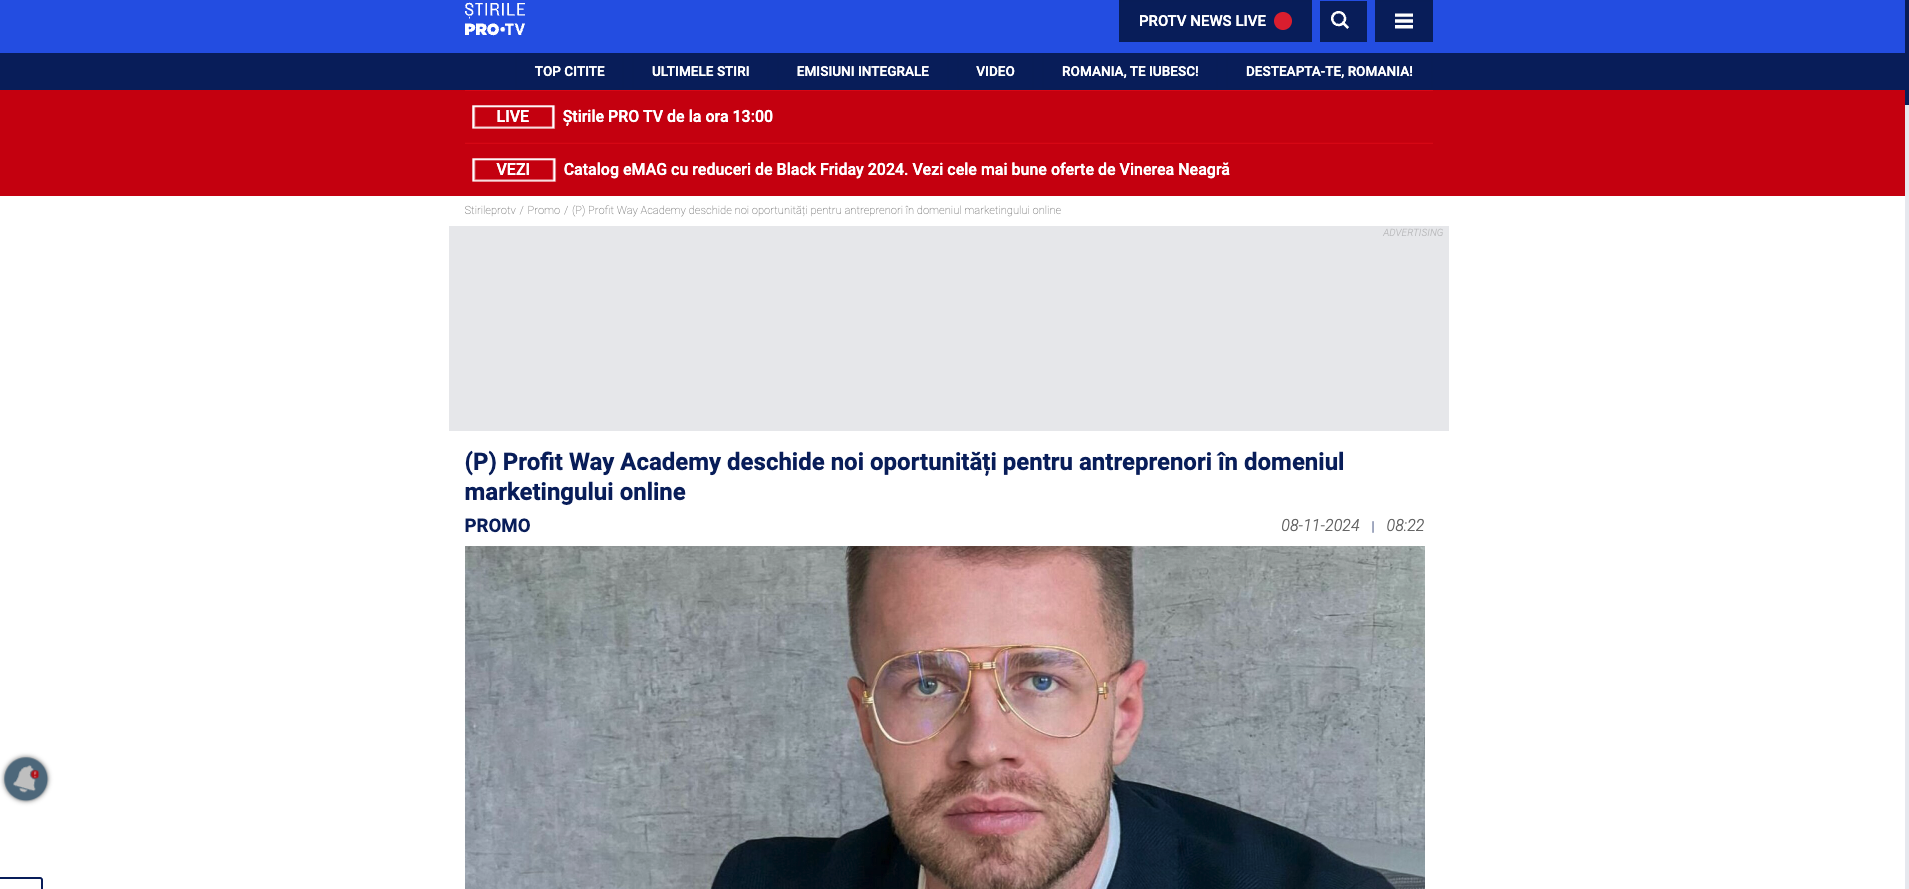 ȘTIRILE
PRO•TV
PROTV NEWS LIVE
TOP CITITE ULTIMELE STIRI EMISIUNI INTEGRALE VIDEO ROMANIA, TE IUBESC! DESTEAPTA-TE, ROMANIA!
LIVE Știrile PRO TV de la ora 13:00
VEZI Catalog eMAG cu reduceri de Black Friday 2024. Vezi cele mai bune oferte de Vinerea Neagră
Stirileprotv / Promo / (P) Profit Way Academy deschide noi oportunități pentru antreprenori în domeniul marketingului online
ADVERTISING
(P) Profit Way Academy deschide noi oportunități pentru antreprenori în domeniul
marketingului online
PROMO 08-11-2024 | 08:22